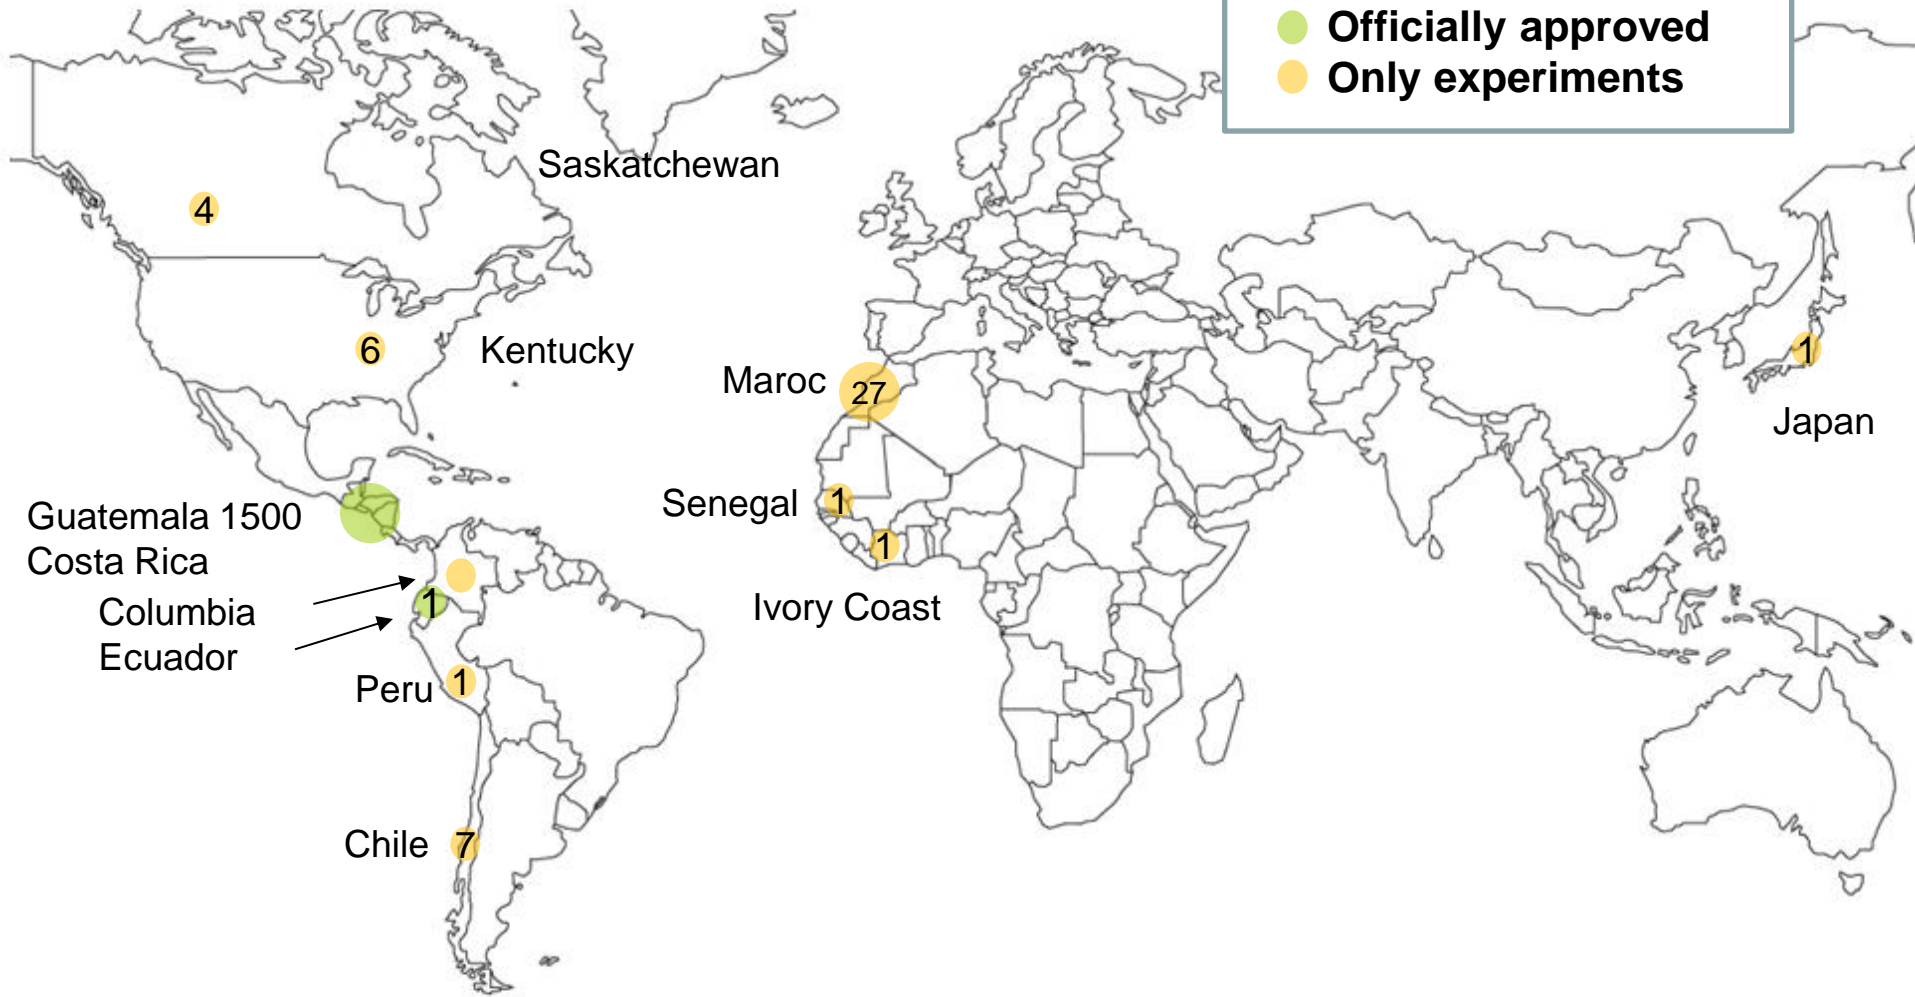 Officially approved
Only experiments
Saskatchewan
4
6
Kentucky
Maroc
27
1
Japan
Guatemala 1500
Costa Rica
Senegal
1
1
Ivory Coast
Columbia
Ecuador
1
Peru
1
Chile
7